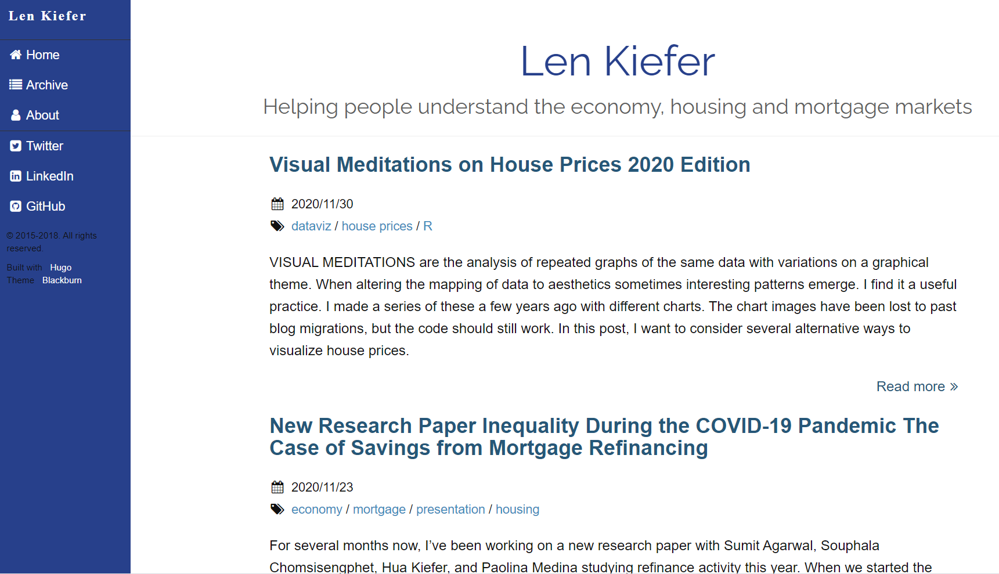 Len Kiefer
Home
Archive
About
Twitter
LinkedIn
GitHub
© 2015-2018. All rights
reserved.
Built with Hugo
Theme Blackburn
Len Kiefer
Helping people understand the economy, housing and mortgage markets
Visual Meditations on House Prices 2020 Edition
2020/11/30
dataviz / house prices / R
VISUAL MEDITATIONS are the analysis of repeated graphs of the same data with variations on a graphical
theme. When altering the mapping of data to aesthetics sometimes interesting patterns emerge. I find it a useful
practice. I made a series of these a few years ago with different charts. The chart images have been lost to past
blog migrations, but the code should still work. In this post, I want to consider several alternative ways to
visualize house prices.
Read more »
New Research Paper Inequality During the COVID-19 Pandemic The
Case of Savings from Mortgage Refinancing
2020/11/23
economy / mortgage / presentation / housing
For several months now, I’ve been working on a new research paper with Sumit Agarwal, Souphala
Chomsisengphet, Hua Kiefer, and Paolina Medina studying refinance activity this year. When we started the